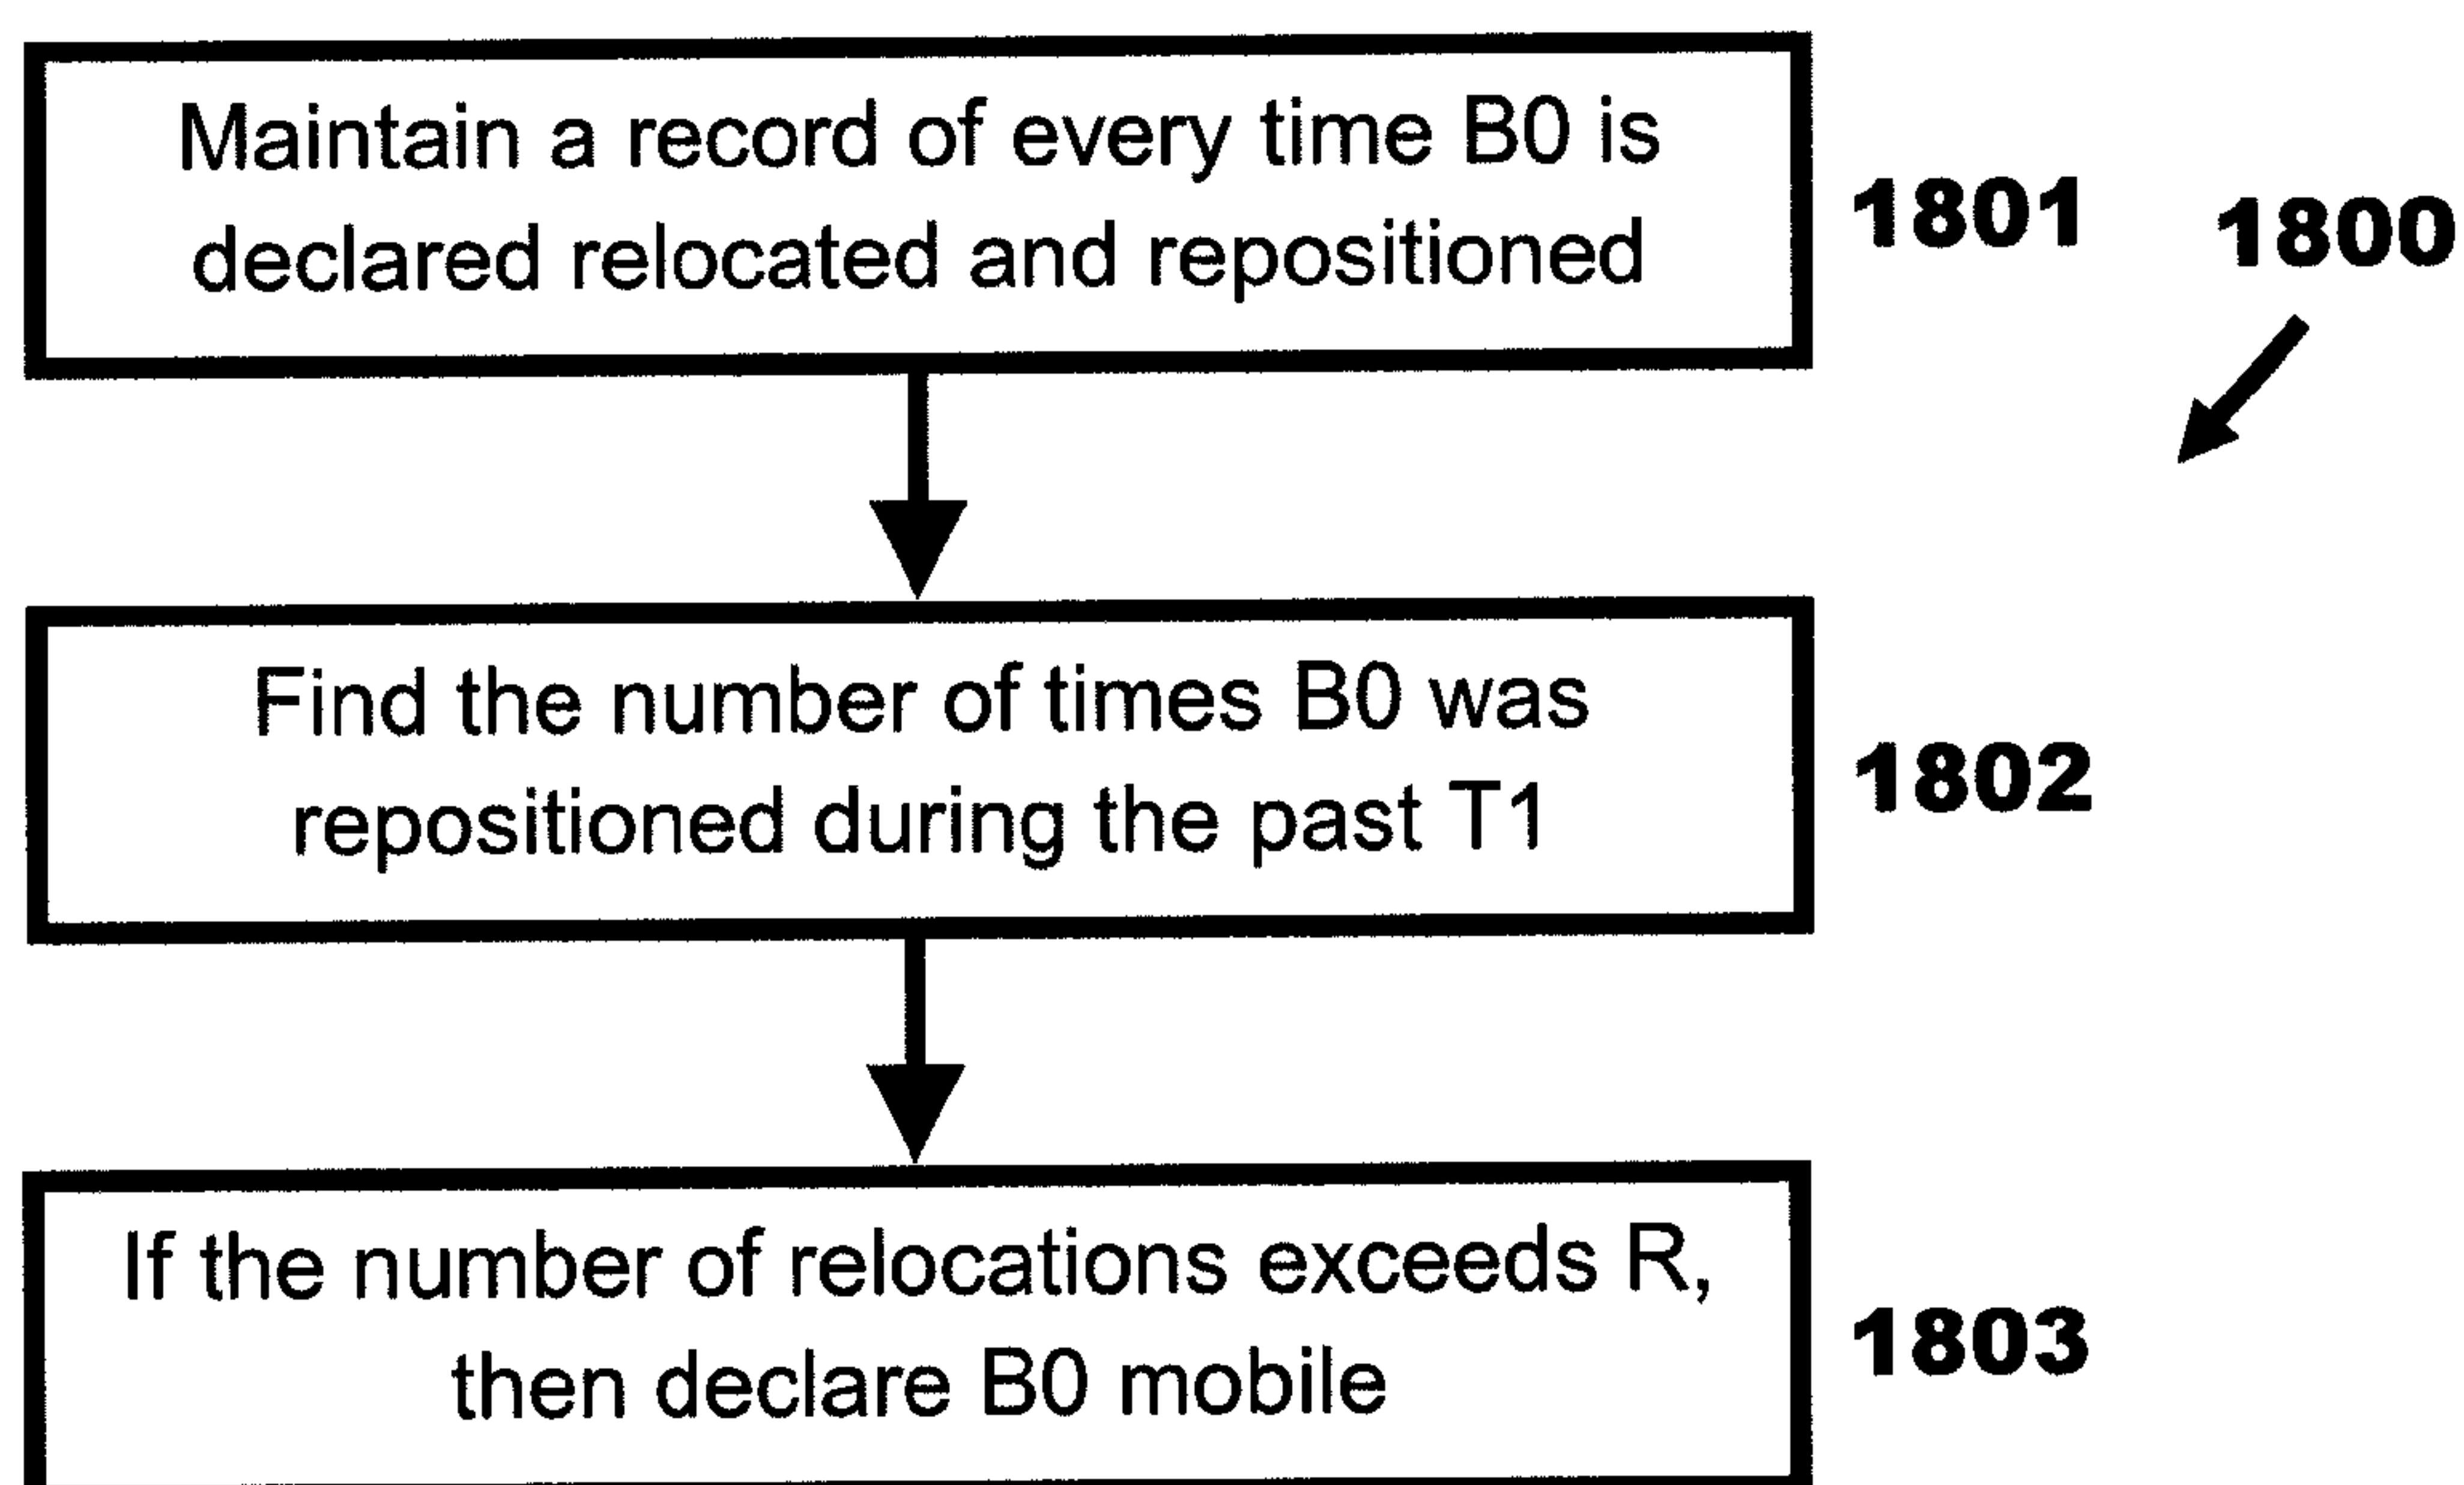 Maintain a record of every time B0 is
declared relocated and repositioned
1801
1800
Find the number of times B0 was
repositioned during the past T1
1802
If the number of relocations exceeds R,
then declare B0 mobile
1803